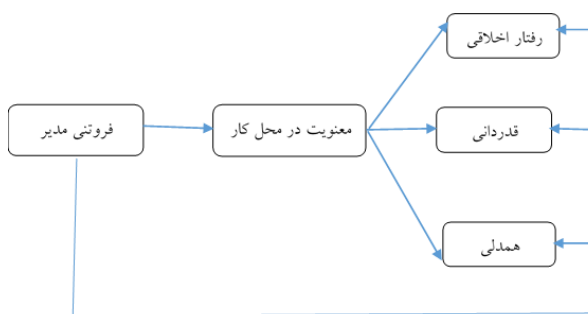 رفتار اخلاقی
فروتنی مدیر
معنویت در محل کار
قدردانی
همدلی